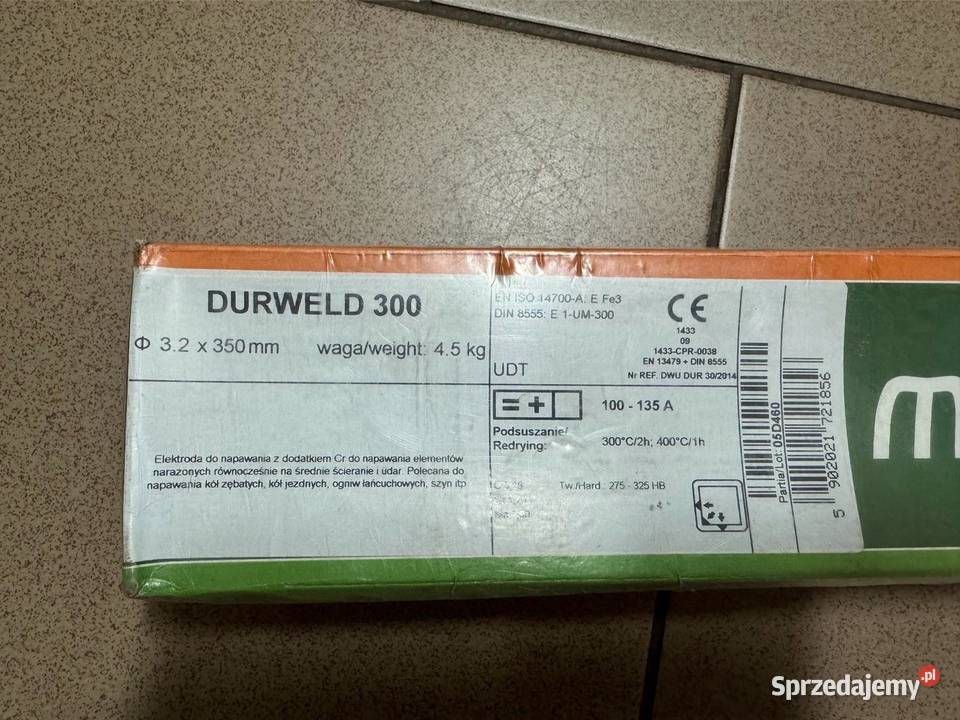 DURWELD 300
Φ 3.2 x 350mm waga/weight: 4.5 kg
EN ISO 14700-A: E Fe3
DIN 8555: E 1-UM-300
UDT
CE
1433
09
1433-CPR-0038
EN 13479 + DIN 8555
Nr REF. DWU DUR 30/2014
= +
100 - 135 A
Podsuszanie/
Redrying: 300°C/2h; 400°C/1h
Elektroda do napawania z dodatkiem Cr do napawania elementów
narażonych równocześnie na średnie ścieranie i udar. Polecana do
napawania kół zębatych, kół jezdnych, ogniw łańcuchowych, szyn itp
Tw./Hard.: 275 - 325 HB
Partia/Lot: 05D460
5 902021 721856
m
Sprzedajemy.pl